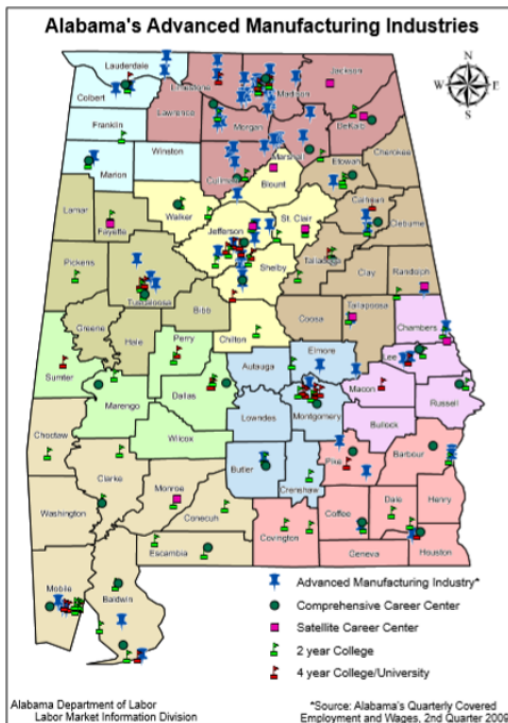 Alabama's Advanced Manufacturing Industries
N
W E
S
Lauderdale
Limestone
Madison
Jackson
Colbert
Lawrence
Morgan
DeKalb
Franklin
Marshall
Cherokee
Marion
Winston
Cullman
Etowah
Blount
Lamar
Fayette
Walker
Jefferson
St. Clair
Calhoun
Cleburne
Pickens
Tuscaloosa
Shelby
Talladega
Clay
Randolph
Greene
Hale
Bibb
Chilton
Coosa
Tallapoosa
Chambers
Sumter
Perry
Autauga
Elmore
Lee
Marengo
Dallas
Montgomery
Macon
Russell
Choctaw
Wilcox
Lowndes
Bullock
Clarke
Butler
Pike
Barbour
Washington
Monroe
Crenshaw
Conecuh
Coffee
Dale
Henry
Covington
Escambia
Geneva
Houston
Mobile
Baldwin
Advanced Manufacturing Industry*
Comprehensive Career Center
Satellite Career Center
2 year College
4 year College/University
Alabama Department of Labor
Labor Market Information Division
*Source: Alabama's Quarterly Covered
Employment and Wages, 2nd Quarter 2009